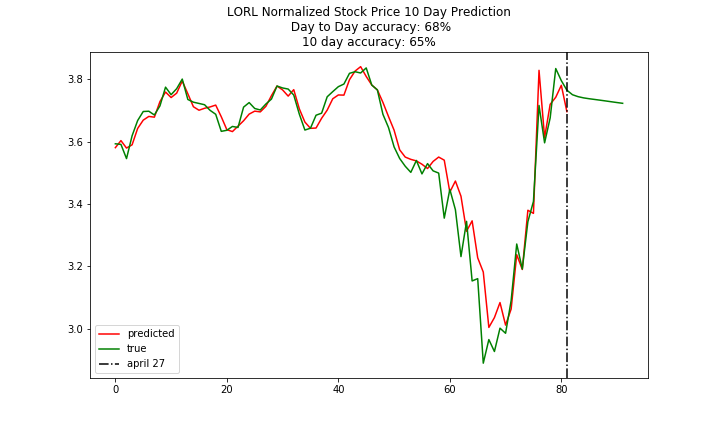 LORL Normalized Stock Price 10 Day Prediction
Day to Day accuracy: 68%
10 day accuracy: 65%
3.8
3.6
3.4
3.2
3.0
predicted
true
april 27
0
20
40
60
80